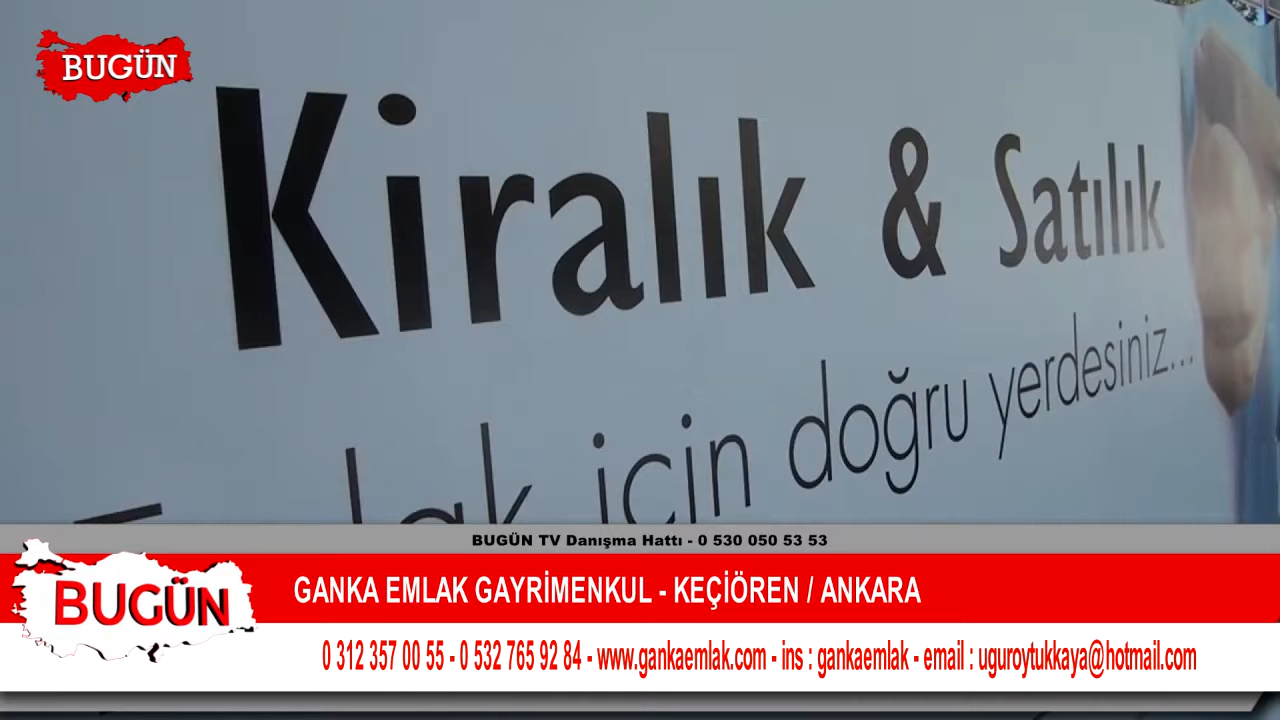 BUGÜN
Kiralık & Satılık
için doğru yerdesiniz...
BUGÜN TV Danışma Hattı - 0 530 050 53 53
BUGÜN
GANKA EMLAK GAYRİMENKUL - KEÇİÖREN / ANKARA
0 312 357 00 55 - 0 532 765 92 84 - www.gankaemlak.com - ins : gankaemlak - email : uguroytukkaya@hotmail.com